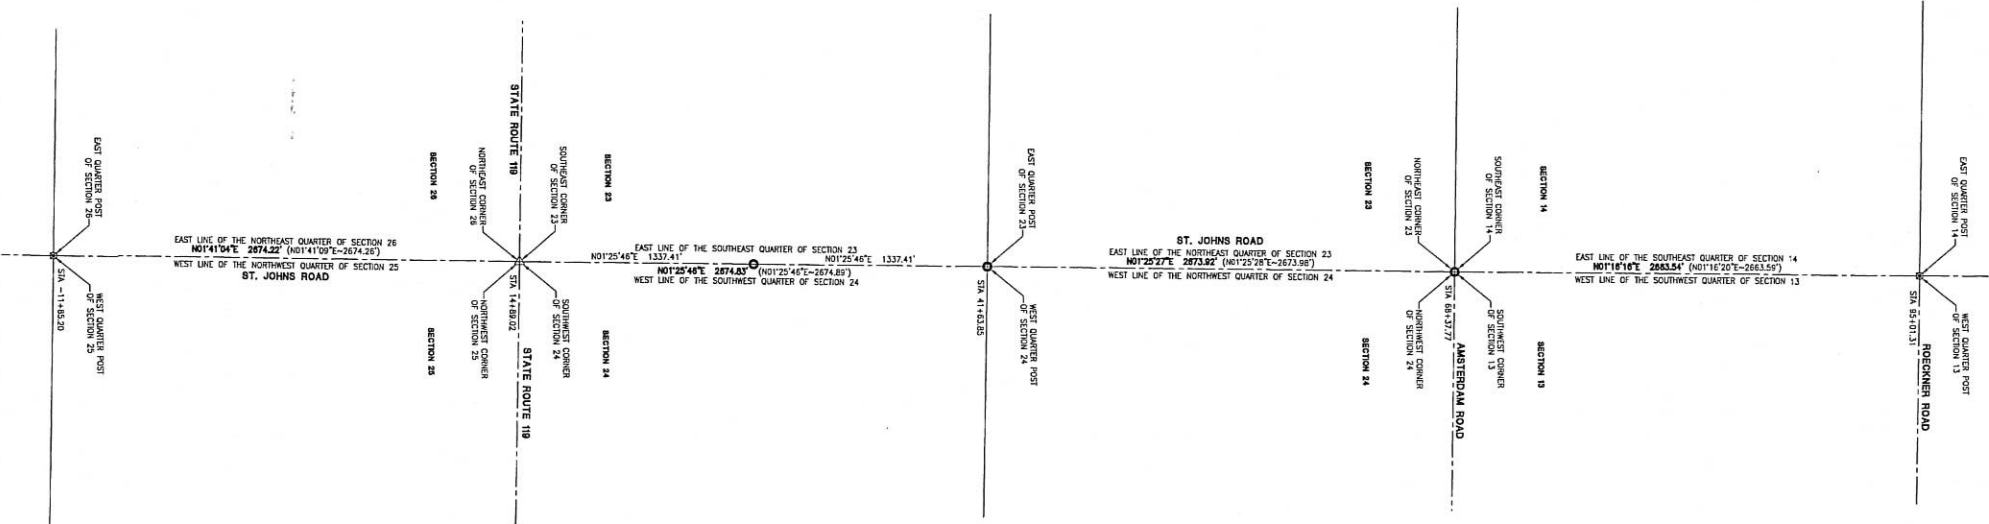 EAST QUARTER POST
OF SECTION 26
WEST QUARTER POST
OF SECTION 25
STA -11+85.20
EAST LINE OF THE NORTHEAST QUARTER OF SECTION 26
N01°41'04"E 2674.22' (N01°41'09"E~2674.26')
WEST LINE OF THE NORTHWEST QUARTER OF SECTION 25
ST. JOHNS ROAD
SECTION 26
SECTION 25
NORTHEAST CORNER
OF SECTION 26
NORTHWEST CORNER
OF SECTION 25
STATE ROUTE 119
STA 14+89.02
STATE ROUTE 119
SOUTHEAST CORNER
OF SECTION 23
SOUTHWEST CORNER
OF SECTION 24
SECTION 23
SECTION 24
EAST LINE OF THE SOUTHEAST QUARTER OF SECTION 23
N01°25'46"E 1337.41'
N01°25'46"E 1337.41'
N01°25'46"E 2674.83' (N01°25'46"E~2674.89')
WEST LINE OF THE SOUTHWEST QUARTER OF SECTION 24
STA 41+63.85
EAST QUARTER POST
OF SECTION 23
WEST QUARTER POST
OF SECTION 24
ST. JOHNS ROAD
EAST LINE OF THE NORTHEAST QUARTER OF SECTION 23
N01°25'27"E 2673.92' (N01°25'28"E~2673.98')
WEST LINE OF THE NORTHWEST QUARTER OF SECTION 24
SECTION 23
SECTION 24
NORTHEAST CORNER
OF SECTION 23
NORTHWEST CORNER
OF SECTION 24
STA 68+37.77
AMSTERDAM ROAD
SOUTHEAST CORNER
OF SECTION 14
SOUTHWEST CORNER
OF SECTION 13
SECTION 14
SECTION 13
EAST LINE OF THE SOUTHEAST QUARTER OF SECTION 14
N01°16'16"E 2663.54' (N01°16'20"E~2663.59')
WEST LINE OF THE SOUTHWEST QUARTER OF SECTION 13
STA 95+01.31
ROECKNER ROAD
EAST QUARTER POST
OF SECTION 14
WEST QUARTER POST
OF SECTION 13